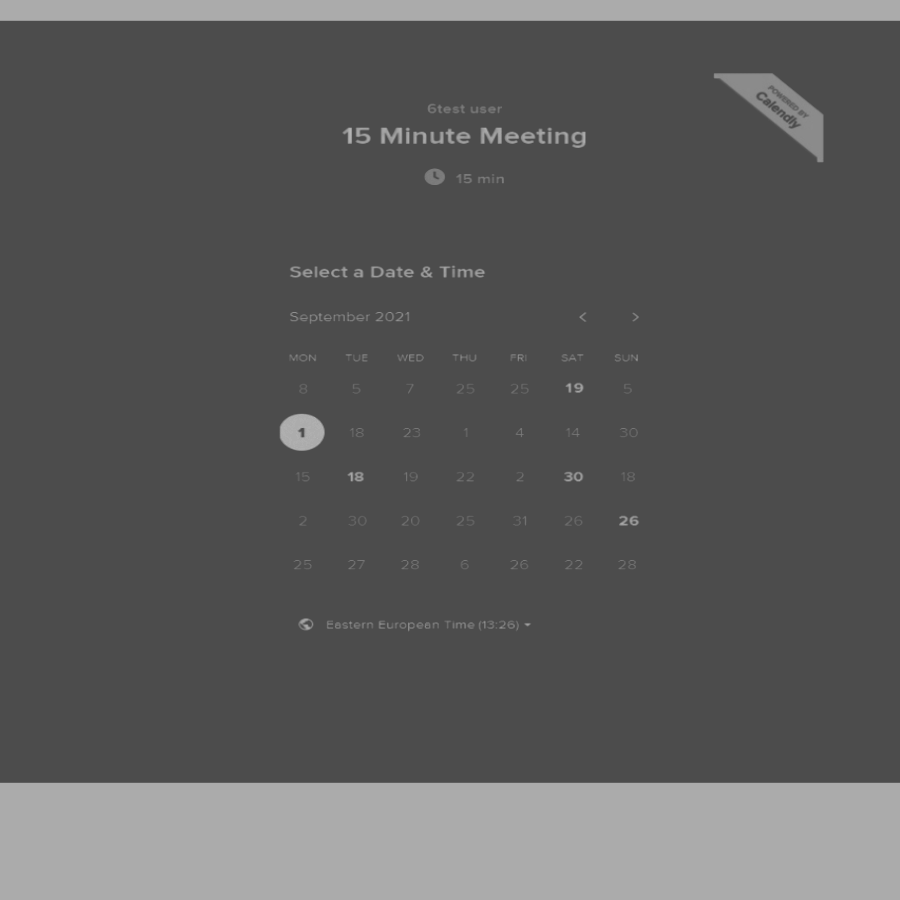 POWERED BY
Calendly
6test user
15 Minute Meeting
15 min
Select a Date & Time
September 2021 < >
MON TUE WED THU FRI SAT SUN
8 5 7 25 25 19 5
1 18 23 1 4 14 30
15 18 19 22 2 30 18
2 30 20 25 31 26 26
25 27 28 6 26 22 28
Eastern European Time (13:26)